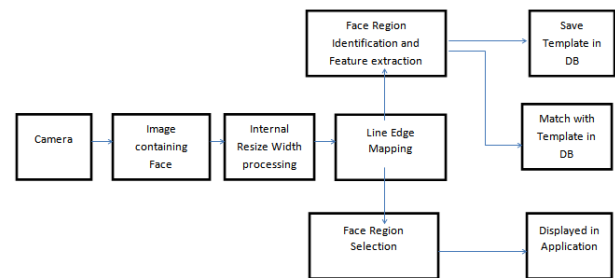 Face Region
Identification and
Feature extraction
Save
Template in
DB
Camera
Image
containing
Face
Internal
Resize Width
processing
Line Edge
Mapping
Match with
Template in
DB
Face Region
Selection
Displayed in
Application